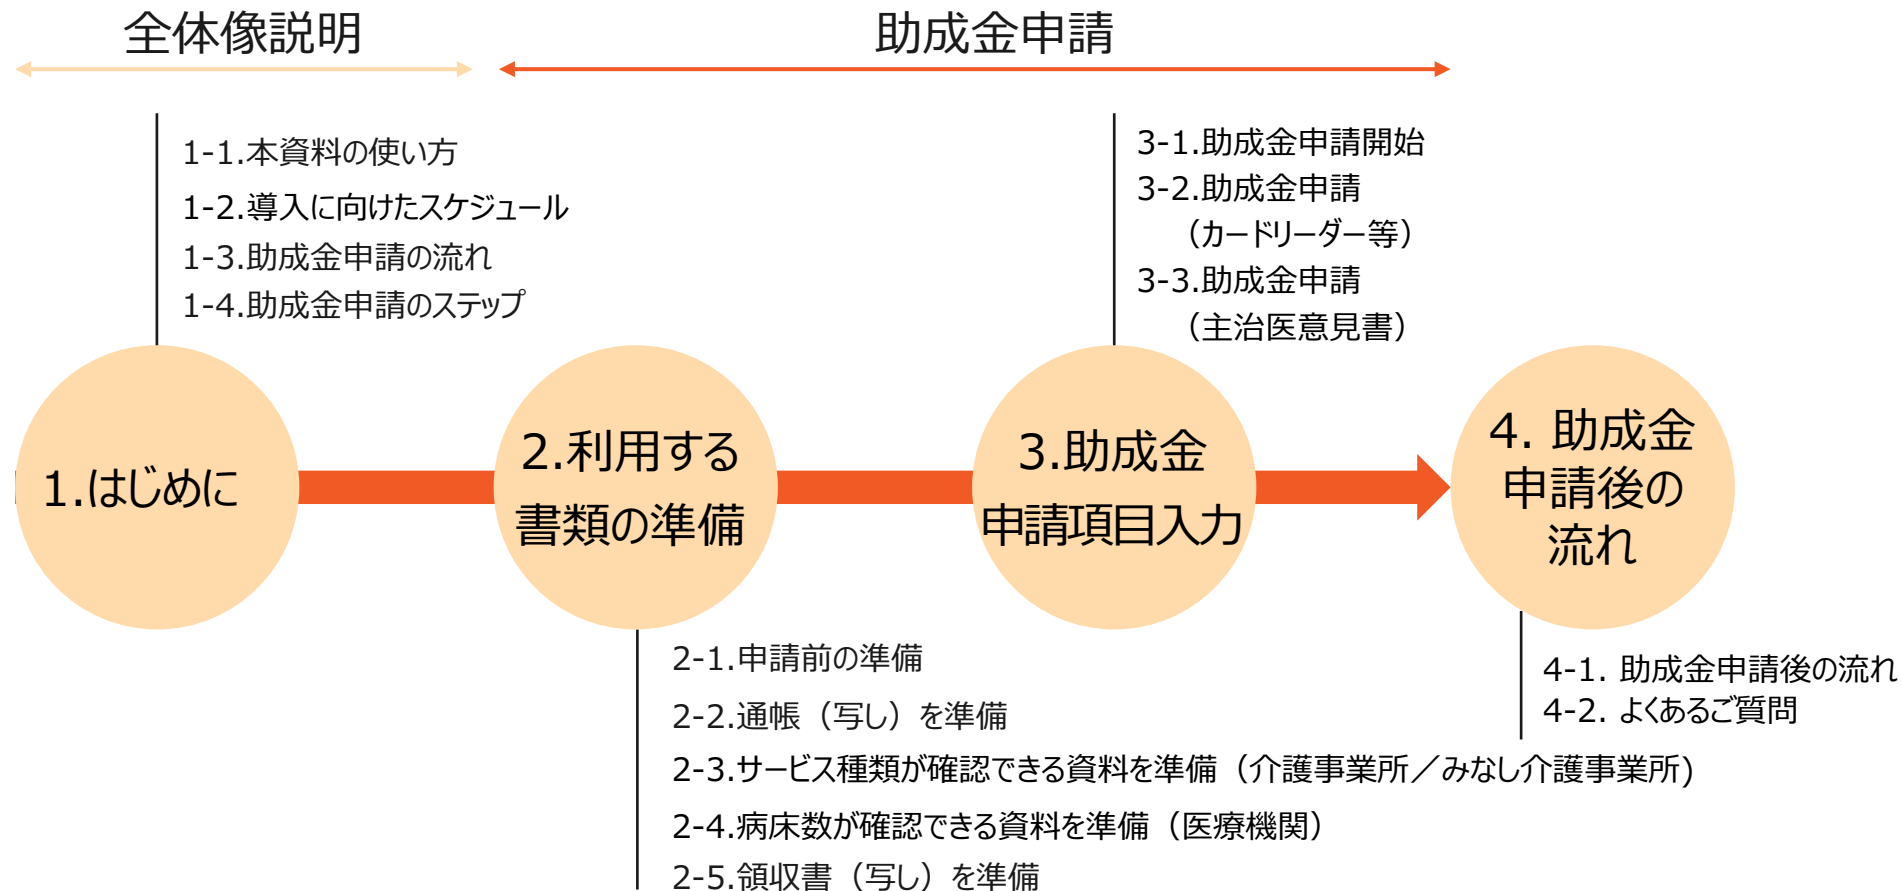 全体像説明
助成金申請
1-1.本資料の使い方
1-2.導入に向けたスケジュール
1-3.助成金申請の流れ
1-4.助成金申請のステップ
3-1.助成金申請開始
3-2.助成金申請
（カードリーダー等）
3-3.助成金申請
（主治医意見書）
1.はじめに
2.利用する
書類の準備
3.助成金
申請項目入力
4. 助成金
申請後の
流れ
2-1.申請前の準備
2-2.通帳（写し）を準備
2-3.サービス種類が確認できる資料を準備（介護事業所／みなし介護事業所)
2-4.病床数が確認できる資料を準備（医療機関）
2-5.領収書（写し）を準備
4-1. 助成金申請後の流れ
4-2. よくあるご質問